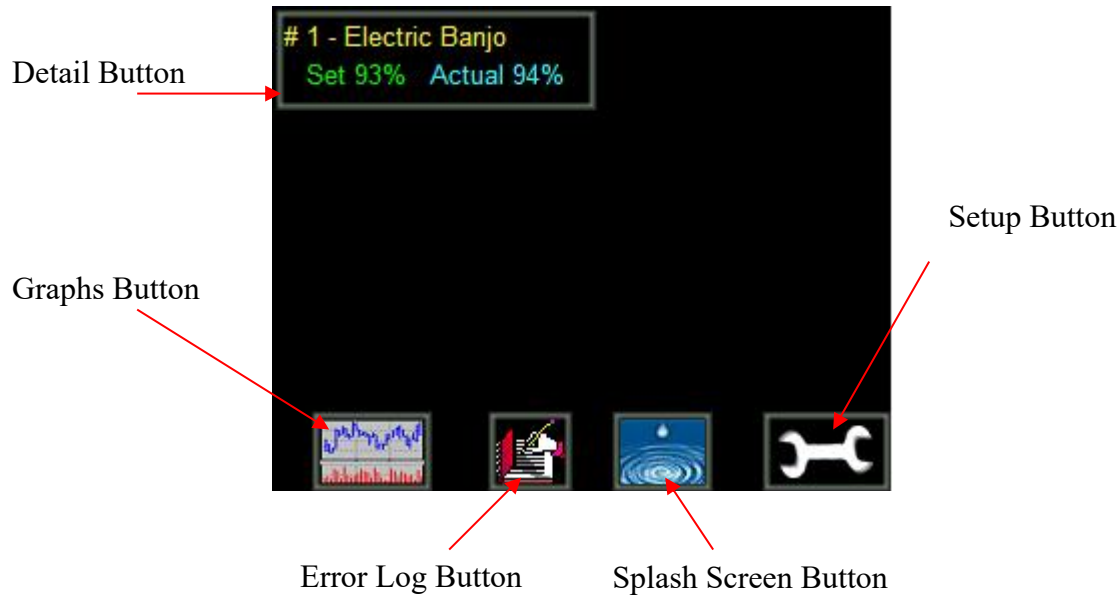 # 1 - Electric Banjo
Set 93% Actual 94%
Detail Button
Setup Button
Graphs Button
Error Log Button
Splash Screen Button